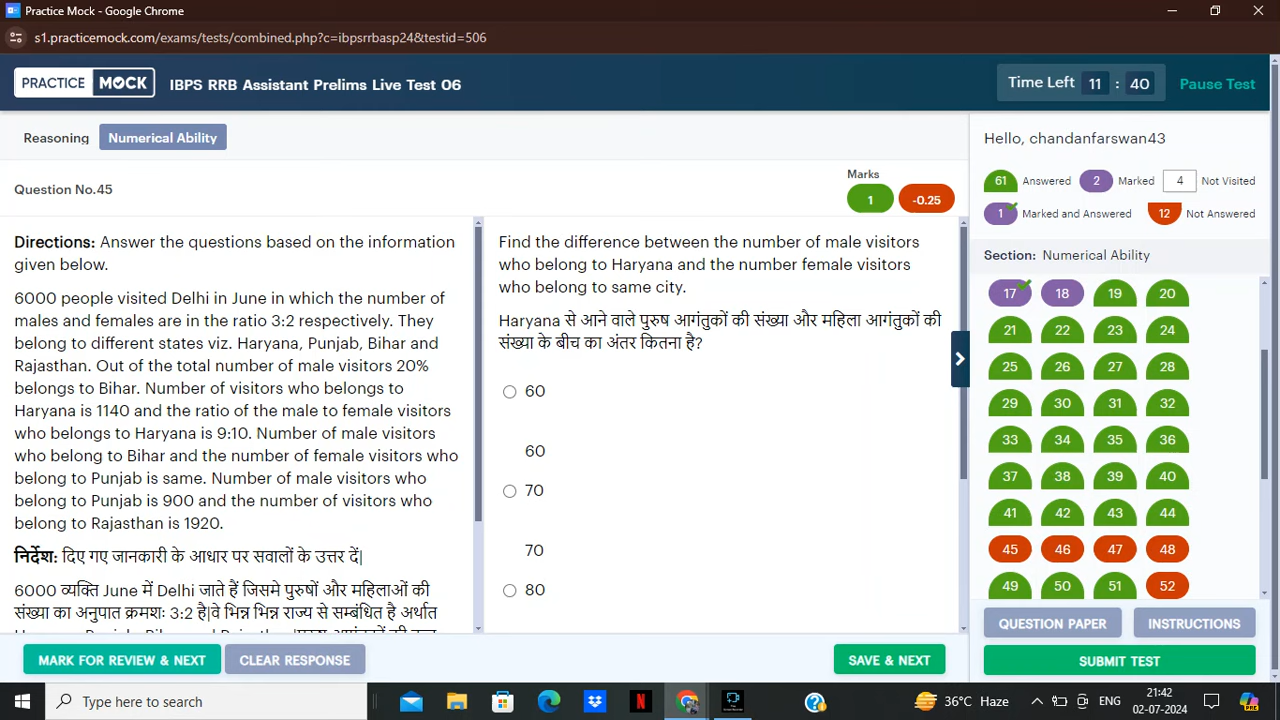 Practice Mock - Google Chrome
s1.practicemock.com/exams/tests/combined.php?c=ibpsrrbasp24&testid=506
PRACTICE MOCK
IBPS RRB Assistant Prelims Live Test 06
Time Left 11 : 40
Pause Test
Reasoning
Numerical Ability
Question No.45
Marks
1
-0.25
Directions: Answer the questions based on the information
given below.
6000 people visited Delhi in June in which the number of
males and females are in the ratio 3:2 respectively. They
belong to different states viz. Haryana, Punjab, Bihar and
Rajasthan. Out of the total number of male visitors 20%
belongs to Bihar. Number of visitors who belongs to
Haryana is 1140 and the ratio of the male to female visitors
who belongs to Haryana is 9:10. Number of male visitors
who belong to Bihar and the number of female visitors who
belong to Punjab is same. Number of male visitors who
belong to Punjab is 900 and the number of visitors who
belong to Rajasthan is 1920.
निर्देश: दिए गए जानकारी के आधार पर सवालों के उत्तर दें|
6000 व्यक्ति June में Delhi जाते हैं जिसमे पुरुषों और महिलाओं की
संख्या का अनुपात क्रमशः 3:2 है|वे भिन्न भिन्न राज्य से सम्बंधित है अर्थात
Find the difference between the number of male visitors
who belong to Haryana and the number female visitors
who belong to same city.
Haryana से आने वाले पुरुष आगंतुकों की संख्या और महिला आगंतुकों की
संख्या के बीच का अंतर कितना है?
60
60
70
70
80
MARK FOR REVIEW & NEXT
CLEAR RESPONSE
SAVE & NEXT
Hello, chandanfarswan43
61 Answered
2 Marked
4 Not Visited
1 Marked and Answered
12 Not Answered
Section: Numerical Ability
17 18 19 20
21 22 23 24
25 26 27 28
29 30 31 32
33 34 35 36
37 38 39 40
41 42 43 44
45 46 47 48
49 50 51 52
QUESTION PAPER
INSTRUCTIONS
SUBMIT TEST
Type here to search
36°C Haze
ENG
21:42
02-07-2024